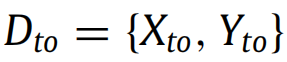 D_{to} = {X_{to}, Y_{to}}